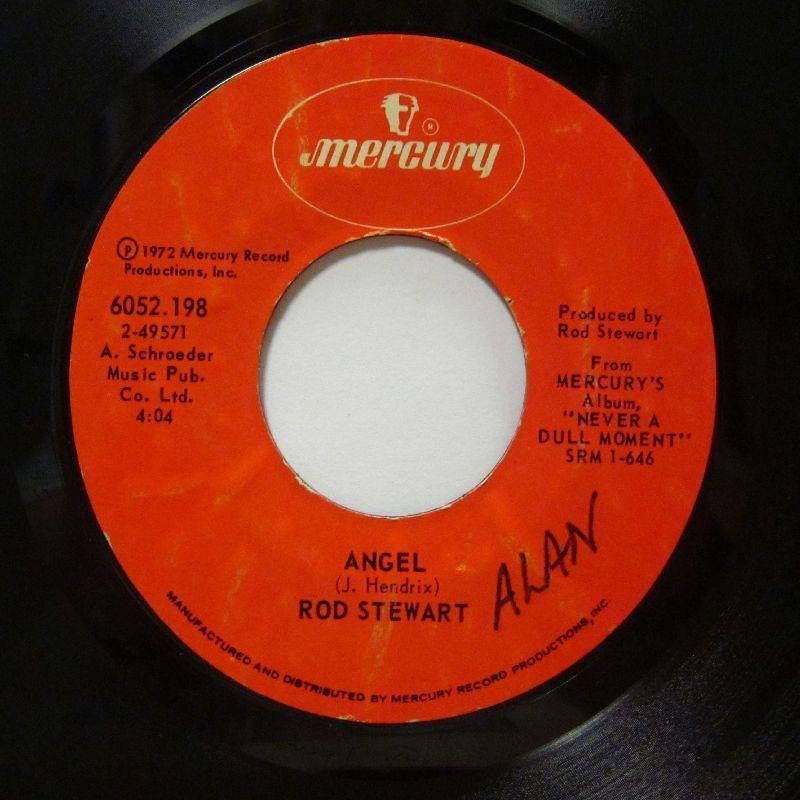 mercury
®
℗ 1972 Mercury Record
Productions, Inc.
6052.198
2-49571
A. Schroeder
Music Pub.
Co. Ltd.
4:04
Produced by
Rod Stewart
From
MERCURY'S
Album,
"NEVER A
DULL MOMENT"
SRM 1-646
ANGEL
(J. Hendrix)
ROD STEWART
ALAN
MANUFACTURED AND DISTRIBUTED BY MERCURY RECORD PRODUCTIONS, INC.